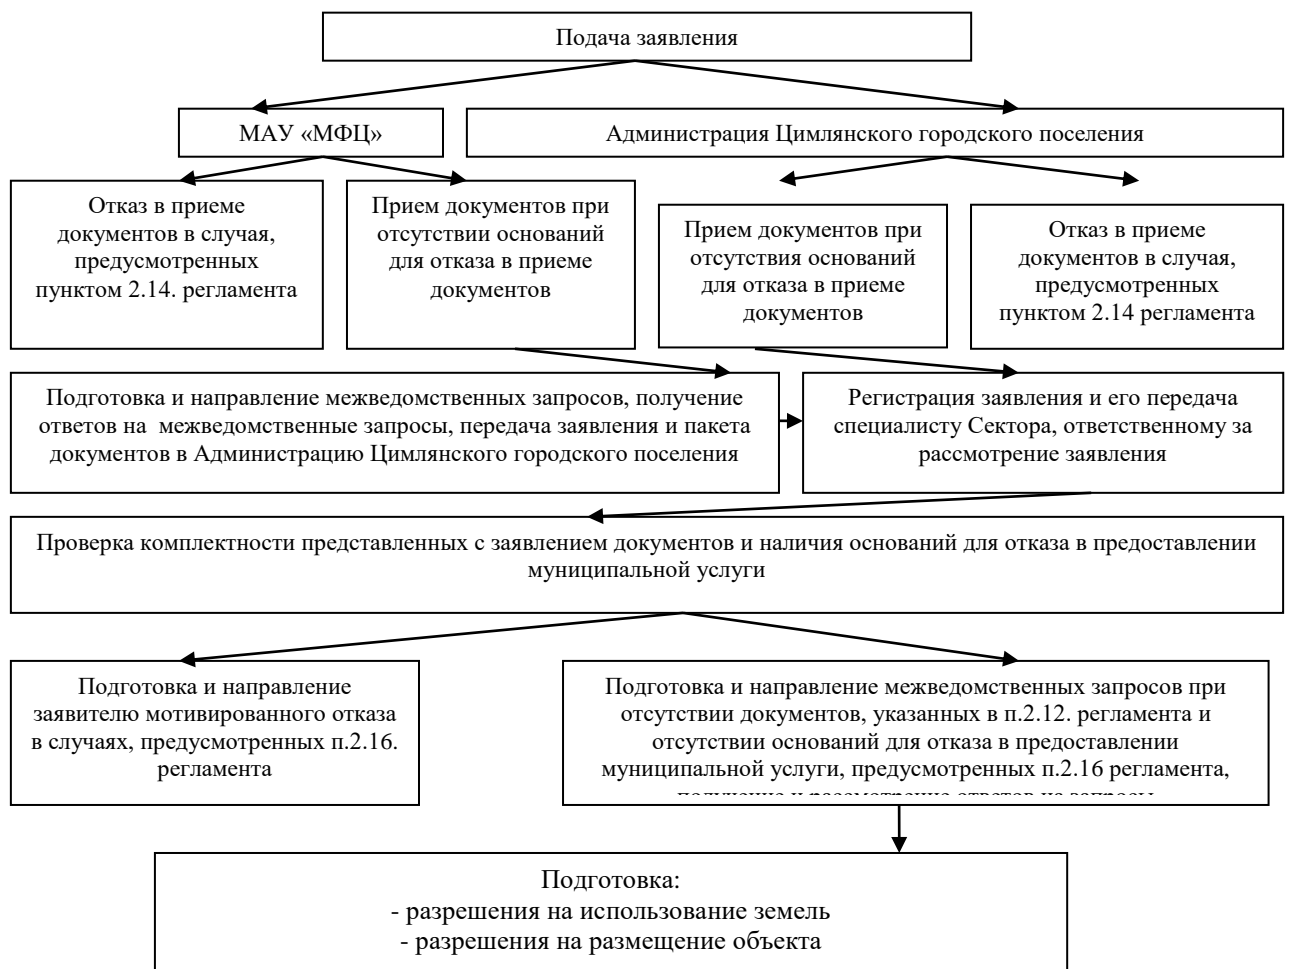 Подача заявления
МАУ «МФЦ»
Администрация Цимлянского городского поселения
Отказ в приеме
документов в случая,
предусмотренных
пунктом 2.14. регламента
Прием документов при
отсутствии оснований
для отказа в приеме
документов
Прием документов при
отсутствия оснований
для отказа в приеме
документов
Отказ в приеме
документов в случая,
предусмотренных
пунктом 2.14 регламента
Подготовка и направление межведомственных запросов, получение
ответов на межведомственные запросы, передача заявления и пакета
документов в Администрацию Цимлянского городского поселения
Регистрация заявления и его передача
специалисту Сектора, ответственному за
рассмотрение заявления
Проверка комплектности представленных с заявлением документов и наличия оснований для отказа в предоставлении
муниципальной услуги
Подготовка и направление
заявителю мотивированного отказа
в случаях, предусмотренных п.2.16.
регламента
Подготовка и направление межведомственных запросов при
отсутствии документов, указанных в п.2.12. регламента и
отсутствии оснований для отказа в предоставлении
муниципальной услуги, предусмотренных п.2.16 регламента,
получение и рассмотрение ответов на запросы
Подготовка:
- разрешения на использование земель
- разрешения на размещение объекта